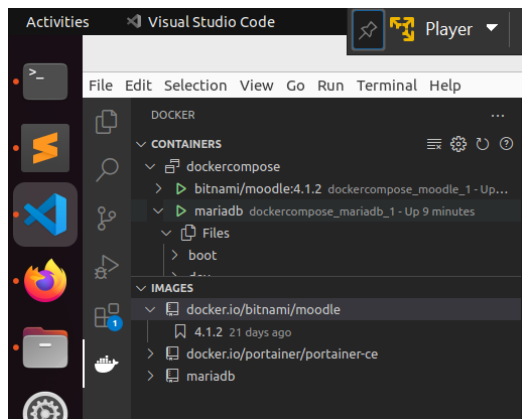 Activities
Visual Studio Code
Player
File Edit Selection View Go Run Terminal Help
DOCKER
CONTAINERS
dockercompose
bitnami/moodle:4.1.2 dockercompose_moodle_1 - Up...
mariadb dockercompose_mariadb_1 - Up 9 minutes
Files
boot
IMAGES
docker.io/bitnami/moodle
4.1.2 21 days ago
1
docker.io/portainer/portainer-ce
mariadb